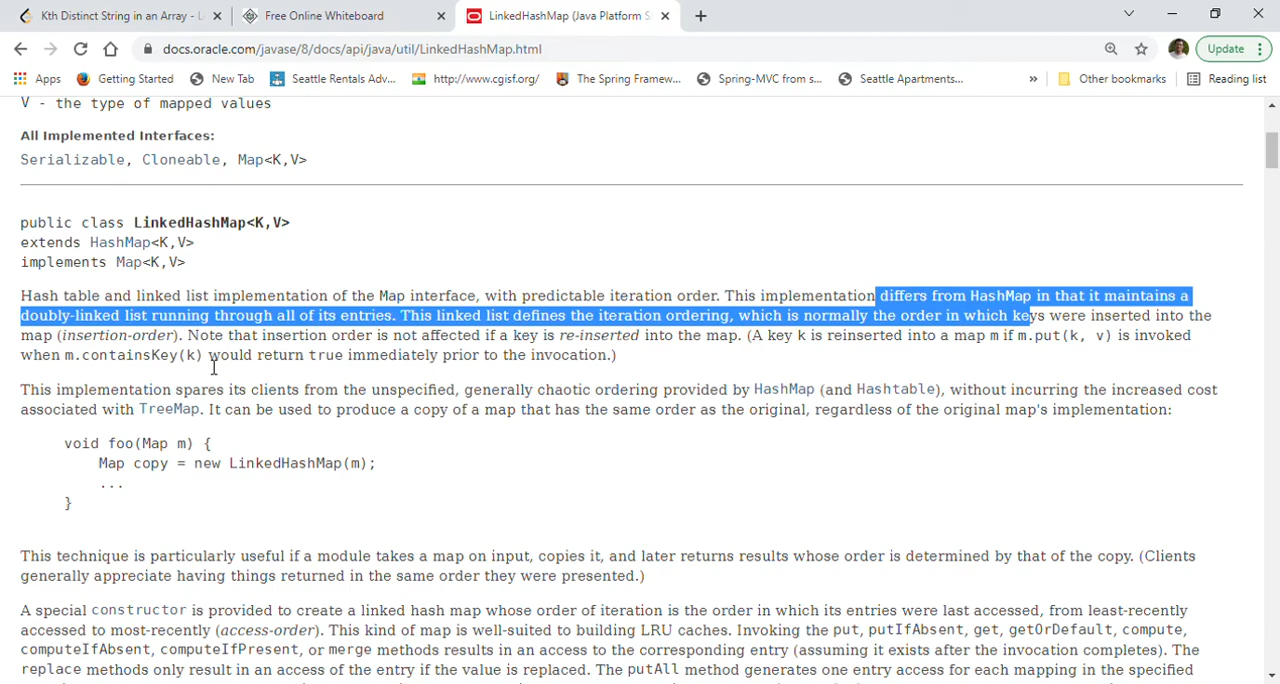 Kth Distinct String in an Array - L
Free Online Whiteboard
LinkedHashMap (Java Platform S
docs.oracle.com/javase/8/docs/api/java/util/LinkedHashMap.html
Update
Apps
Getting Started
New Tab
Seattle Rentals Adv...
http://www.cgisf.org/
The Spring Framew...
Spring-MVC from s...
Seattle Apartments...
»
Other bookmarks
Reading list
V - the type of mapped values
All Implemented Interfaces:
Serializable, Cloneable, Map<K,V>
public class LinkedHashMap<K,V>
extends HashMap<K,V>
implements Map<K,V>
Hash table and linked list implementation of the Map interface, with predictable iteration order. This implementation differs from HashMap in that it maintains a
doubly-linked list running through all of its entries. This linked list defines the iteration ordering, which is normally the order in which keys were inserted into the
map (insertion-order). Note that insertion order is not affected if a key is re-inserted into the map. (A key k is reinserted into a map m if m.put(k, v) is invoked
when m.containsKey(k) would return true immediately prior to the invocation.)
This implementation spares its clients from the unspecified, generally chaotic ordering provided by HashMap (and Hashtable), without incurring the increased cost
associated with TreeMap. It can be used to produce a copy of a map that has the same order as the original, regardless of the original map's implementation:
void foo(Map m) {
Map copy = new LinkedHashMap(m);
...
}
This technique is particularly useful if a module takes a map on input, copies it, and later returns results whose order is determined by that of the copy. (Clients
generally appreciate having things returned in the same order they were presented.)
A special constructor is provided to create a linked hash map whose order of iteration is the order in which its entries were last accessed, from least-recently
accessed to most-recently (access-order). This kind of map is well-suited to building LRU caches. Invoking the put, putIfAbsent, get, getOrDefault, compute,
computeIfAbsent, computeIfPresent, or merge methods results in an access to the corresponding entry (assuming it exists after the invocation completes). The
replace methods only result in an access of the entry if the value is replaced. The putAll method generates one entry access for each mapping in the specified